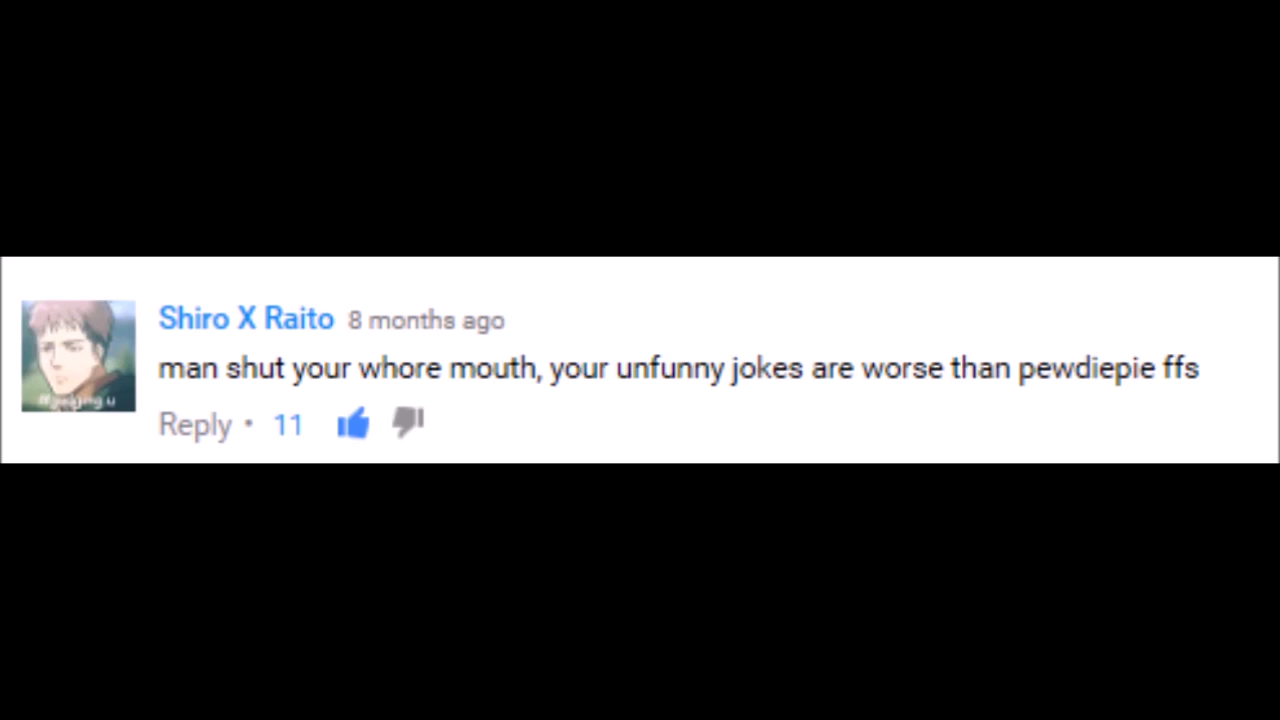 Shiro X Raito 8 months ago
man shut your whore mouth, your unfunny jokes are worse than pewdiepie ffs
Reply • 11